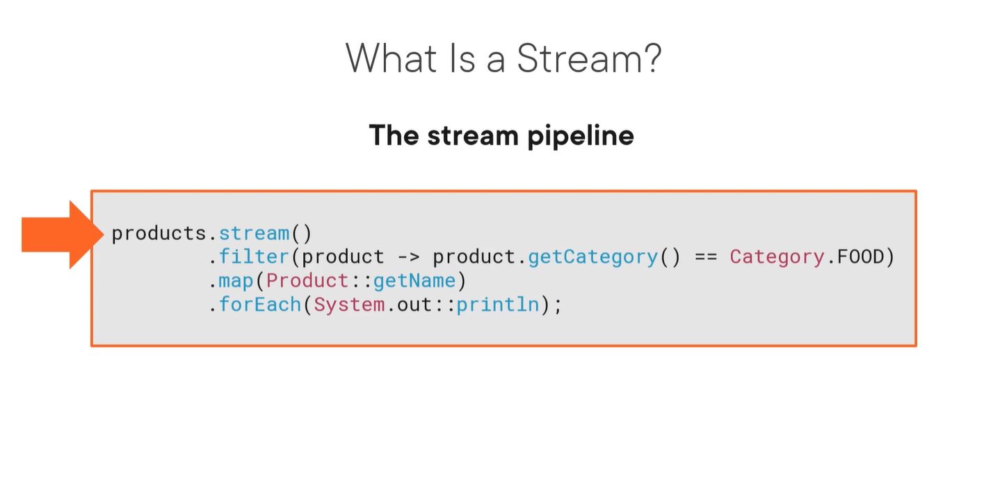 What Is a Stream?
The stream pipeline
products.stream()
.filter(product -> product.getCategory() == Category.FOOD)
.map(Product::getName)
.forEach(System.out::println);